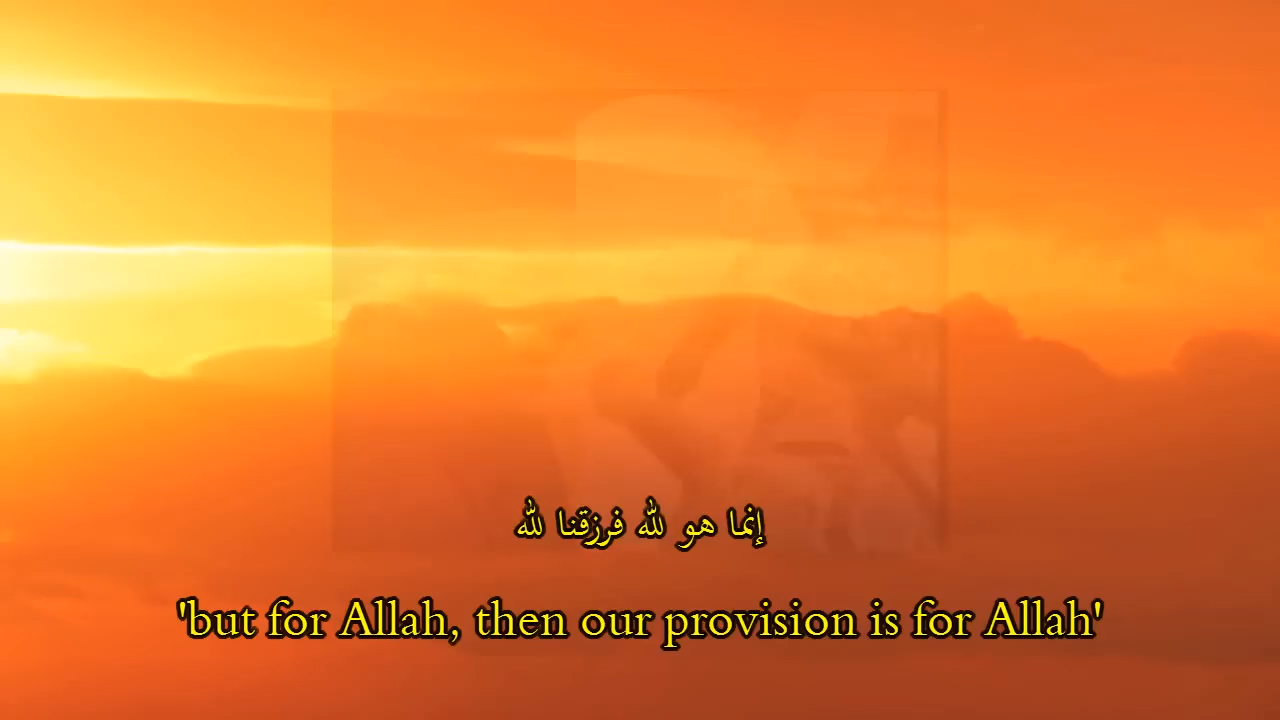 إنما هو لله فرزقنا لله
'but for Allah, then our provision is for Allah'